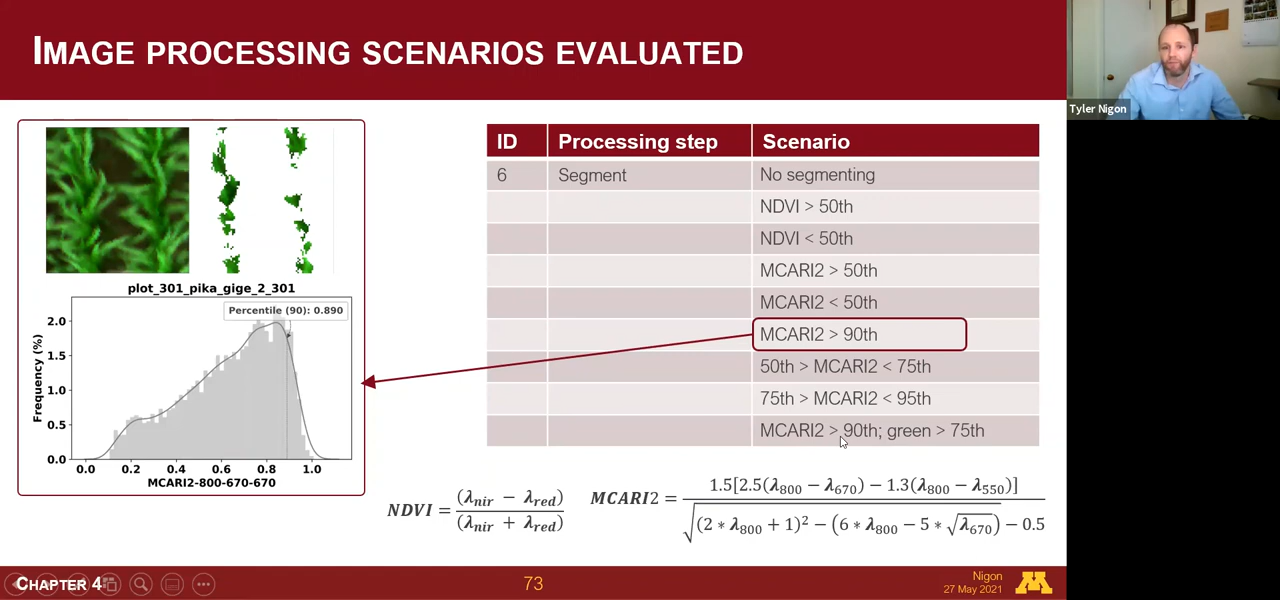 IMAGE PROCESSING SCENARIOS EVALUATED
Tyler Nigon
plot_301_pika_gige_2_301
Percentile (90): 0.890
Frequency (%)
2.0
1.5
1.0
0.5
0.0
0.0 0.2 0.4 0.6 0.8 1.0
MCARI2-800-670-670
ID Processing step Scenario
6 Segment No segmenting
NDVI > 50th
NDVI < 50th
MCARI2 > 50th
MCARI2 < 50th
MCARI2 > 90th
50th > MCARI2 < 75th
75th > MCARI2 < 95th
MCARI2 > 90th; green > 75th
NDVI = (λnir − λred) / (λnir + λred)
MCARI2 = 1.5[2.5(λ800 − λ670) − 1.3(λ800 − λ550)] / √(2 * λ800 + 1)² − (6 * λ800 − 5 * √λ670) − 0.5
CHAPTER 4
73
Nigon
27 May 2021
M